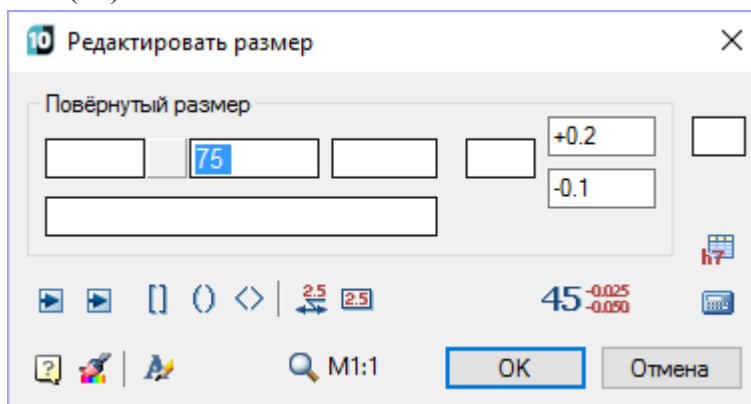 10 Редактировать размер
Повёрнутый размер
75
+0.2
-0.1
h7
[] () <> 2.5 2.5 45 -0.025 -0.050
? A M1:1 OK Отмена